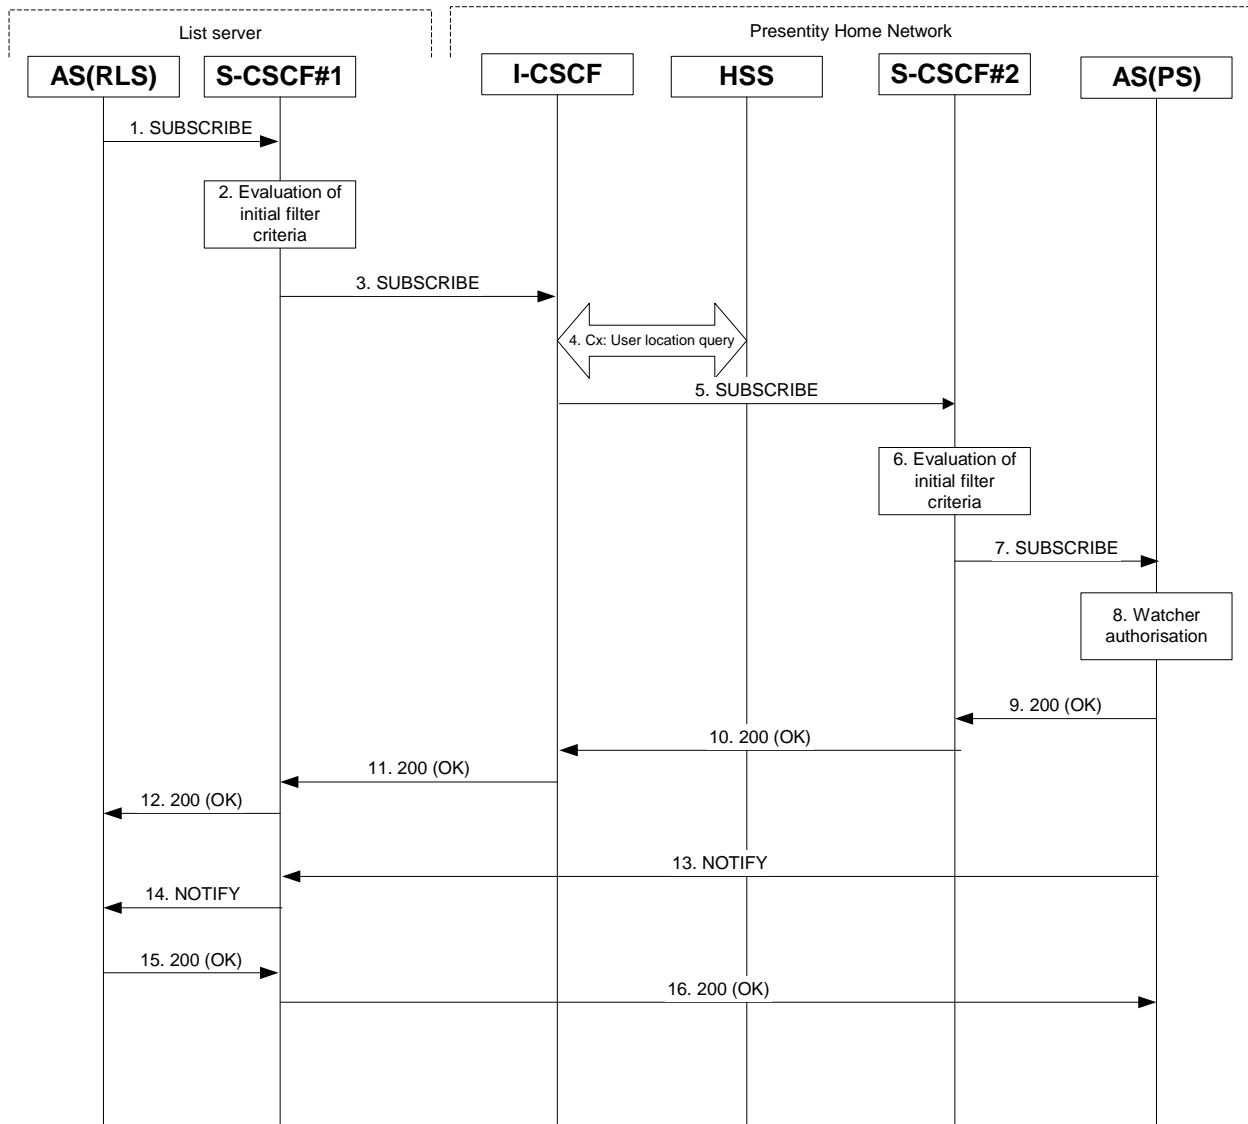 List server
Presentity Home Network
AS(RLS)
S-CSCF#1
I-CSCF
HSS
S-CSCF#2
AS(PS)
1. SUBSCRIBE
2. Evaluation of
initial filter
criteria
3. SUBSCRIBE
4. Cx: User location query
5. SUBSCRIBE
6. Evaluation of
initial filter
criteria
7. SUBSCRIBE
8. Watcher
authorisation
9. 200 (OK)
10. 200 (OK)
11. 200 (OK)
12. 200 (OK)
13. NOTIFY
14. NOTIFY
15. 200 (OK)
16. 200 (OK)